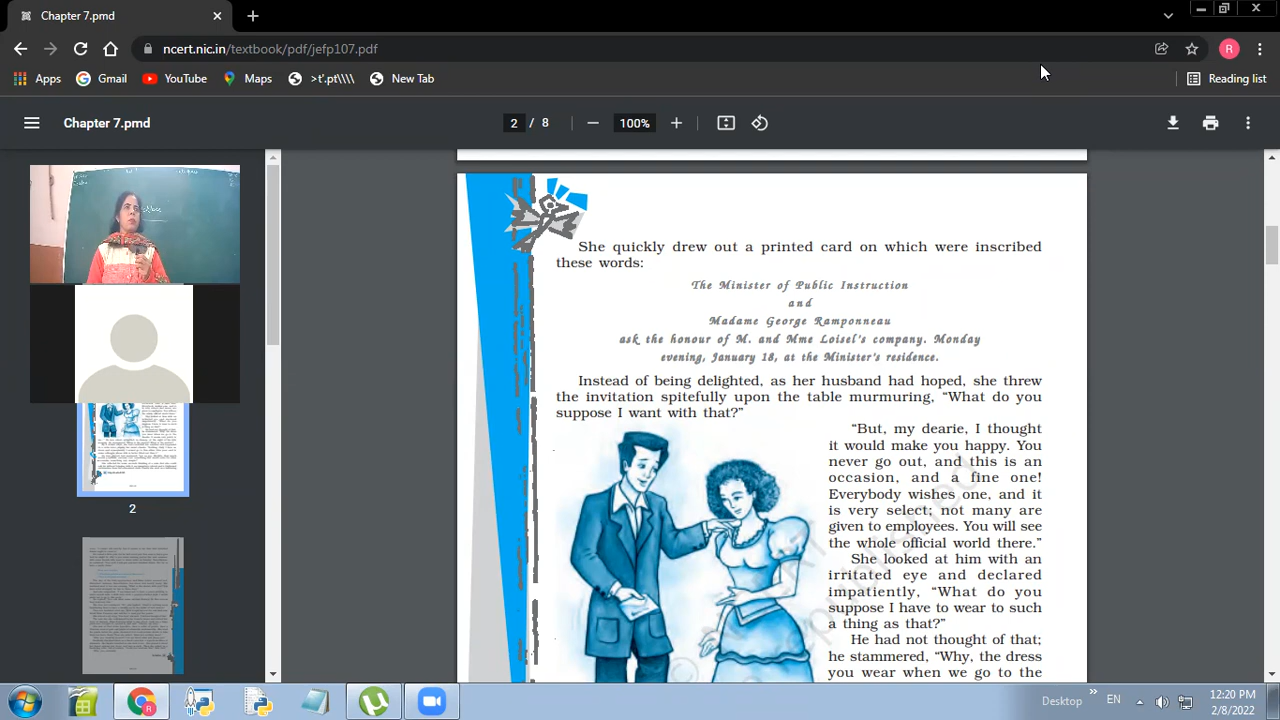 Chapter 7.pmd
ncert.nic.in/textbook/pdf/jefp107.pdf
R
Apps
Gmail
YouTube
Maps
>'t.pt\\\\
New Tab
Reading list
Chapter 7.pmd
2 / 8
100%
She quickly drew out a printed card on which were inscribed
these words:
The Minister of Public Instruction
and
Madame George Ramponneau
ask the honour of M. and Mme Loisel's company. Monday
evening, January 18, at the Minister's residence.
Instead of being delighted, as her husband had hoped, she threw
the invitation spitefully upon the table murmuring, "What do you
suppose I want with that?"
"But, my dearie, I thought
would make you happy. You
never go out, and this is an
occasion, and a fine one!
Everybody wishes one, and it
is very select; not many are
given to employees. You will see
the whole official world there."
She looked at him with an
irritated eye and declared
impatiently, "What do you
suppose I have to wear to such
a thing as that?"
He had not thought of that;
he stammered, "Why, the dress
you wear when we go to the
2
Desktop
»
EN
12:20 PM
2/8/2022